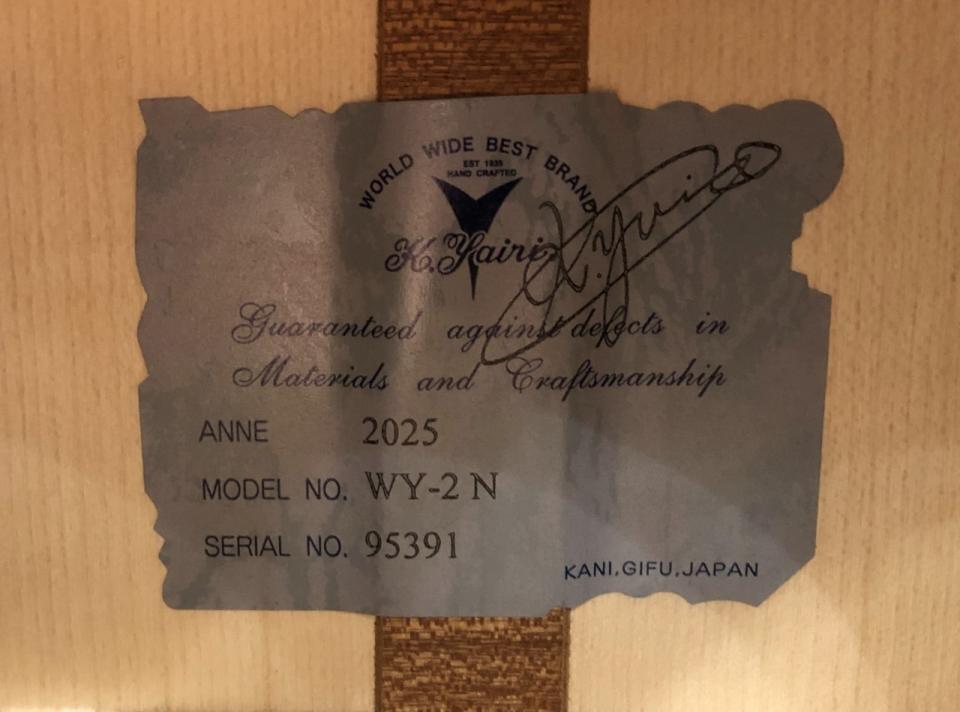 WORLD WIDE BEST BRAND
EST 1935
HAND CRAFTED
K.Yairi
K.Yairi
Guaranteed against defects in
Materials and Craftsmanship
ANNE 2025
MODEL NO. WY-2 N
SERIAL NO. 95391
KANI.GIFU.JAPAN